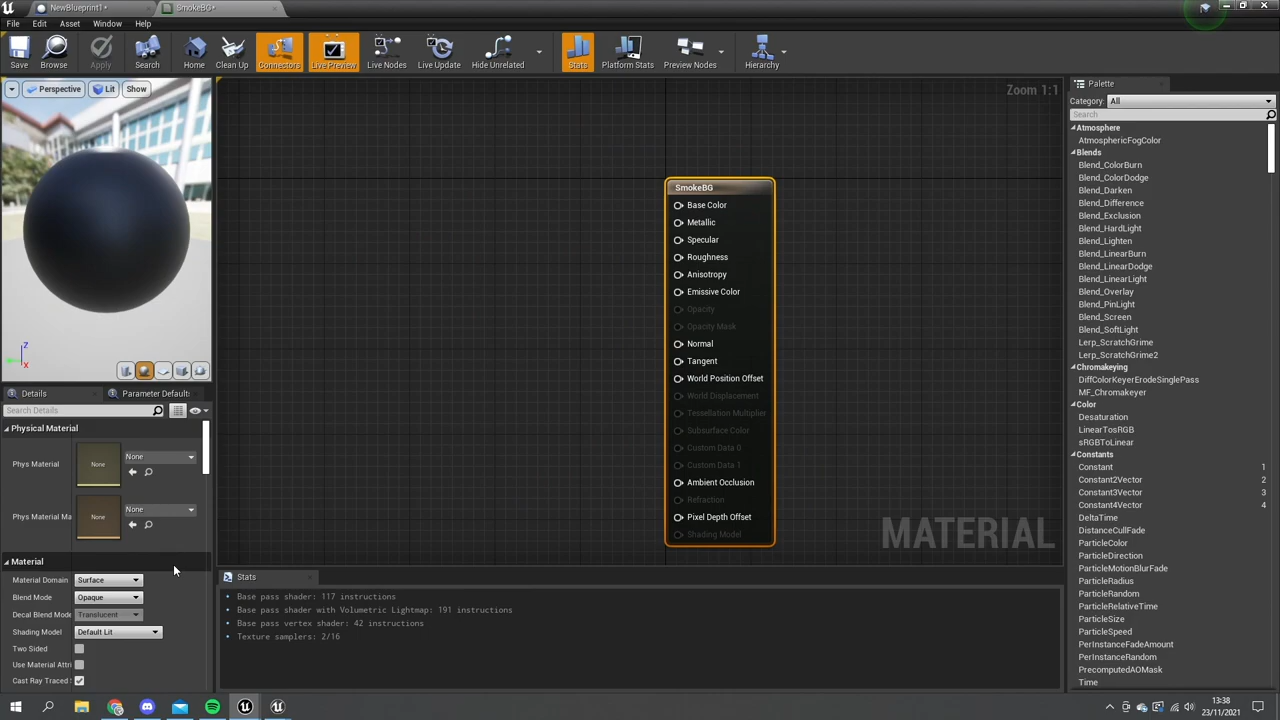 NewBlueprint1*
SmokeBG*
File Edit Asset Window Help
Save Browse Apply Search Home Clean Up Connectors Live Preview Live Nodes Live Update Hide Unrelated Stats Platform Stats Preview Nodes Hierarchy
Perspective Lit Show
Zoom 1:1
SmokeBG
Base Color
Metallic
Specular
Roughness
Anisotropy
Emissive Color
Opacity
Opacity Mask
Normal
Tangent
World Position Offset
World Displacement
Tessellation Multiplier
Subsurface Color
Custom Data 0
Custom Data 1
Ambient Occlusion
Refraction
Pixel Depth Offset
Shading Model
MATERIAL
Z
X
Details Parameter Defaults
Search Details
Physical Material
Phys Material None None
Phys Material Ma None None
Material
Material Domain Surface
Blend Mode Opaque
Decal Blend Mode Translucent
Shading Model Default Lit
Two Sided
Use Material Attri
Cast Ray Traced
Stats
• Base pass shader: 117 instructions
• Base pass shader with Volumetric Lightmap: 191 instructions
• Base pass vertex shader: 42 instructions
• Texture samplers: 2/16
Palette
Category: All
Search
Atmosphere
AtmosphericFogColor
Blends
Blend_ColorBurn
Blend_ColorDodge
Blend_Darken
Blend_Difference
Blend_Exclusion
Blend_HardLight
Blend_Lighten
Blend_LinearBurn
Blend_LinearDodge
Blend_LinearLight
Blend_Overlay
Blend_PinLight
Blend_Screen
Blend_SoftLight
Lerp_ScratchGrime
Lerp_ScratchGrime2
Chromakeying
DiffColorKeyerErodeSinglePass
MF_Chromakeyer
Color
Desaturation
LinearTosRGB
sRGBToLinear
Constants
Constant 1
Constant2Vector 2
Constant3Vector 3
Constant4Vector 4
DeltaTime
DistanceCullFade
ParticleColor
ParticleDirection
ParticleMotionBlurFade
ParticleRadius
ParticleRandom
ParticleRelativeTime
ParticleSize
ParticleSpeed
PerInstanceFadeAmount
PerInstanceRandom
PrecomputedAOMask
Time
13:38
23/11/2021